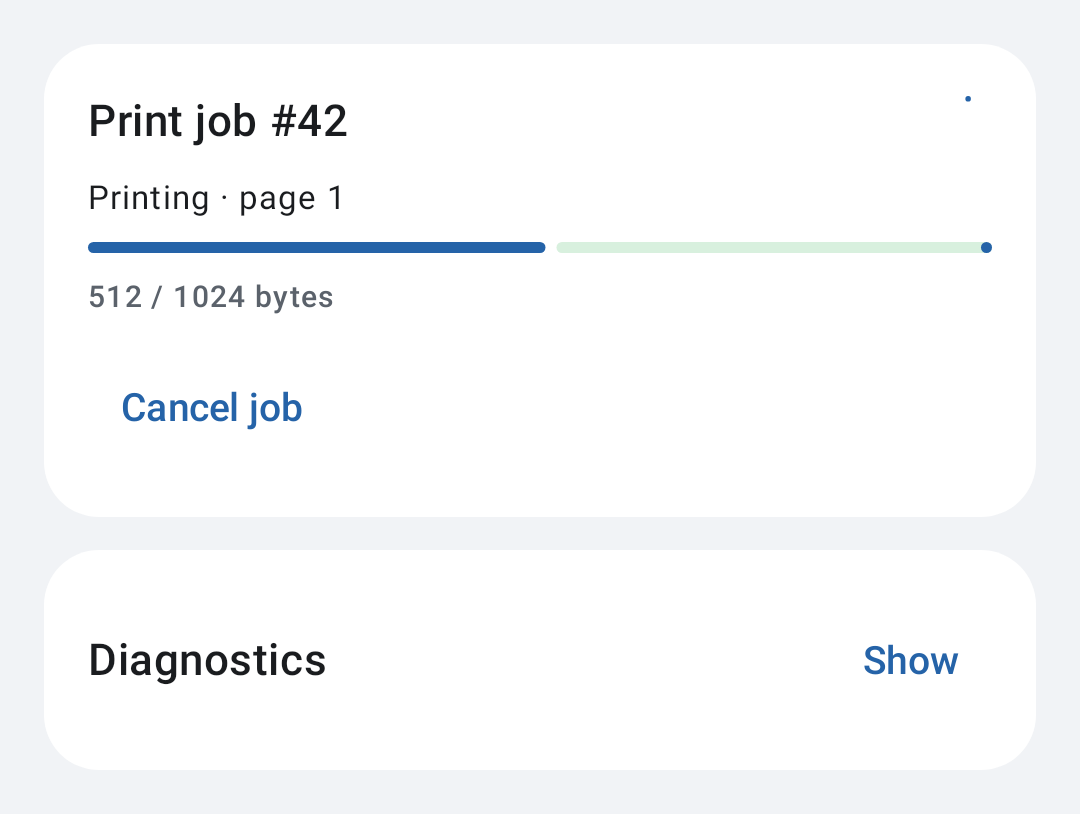 Print job #42
Printing · page 1
512 / 1024 bytes
Cancel job
Diagnostics
Show